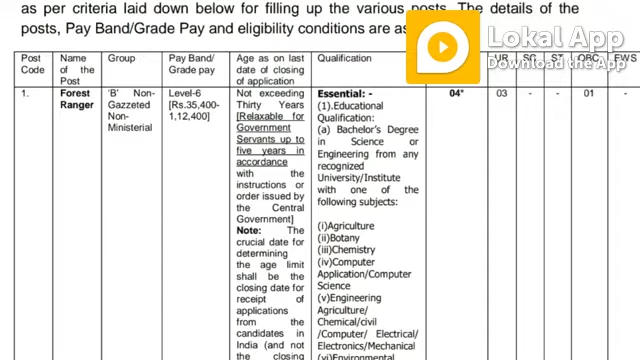 as per criteria laid down below for filling up the various posts. The details of the
posts, Pay Band/Grade Pay and eligibility conditions are as
Lokal App
Download the App
Post Code
Name of the Post
Group
Pay Band/ Grade pay
Age as on last date of closing of application
Qualification
UR
SC
ST
OBC
EWS
1.
Forest
Ranger
'B' Non-
Gazzeted
Non-
Ministerial
Level-6
[Rs.35,400-
1,12,400]
Not exceeding
Thirty Years
[Relaxable for
Government
Servants up to
five years in
accordance
with the
instructions or
order issued by
the Central
Government]
Note: The
crucial date for
determining
the age limit
shall be the
closing date for
receipt of
applications
from the
candidates in
India (and not
the closing
Essential: -
(1).Educational
Qualification:
(a) Bachelor's Degree
in Science or
Engineering from any
recognized
University/Institute
with one of the
following subjects:
(i)Agriculture
(ii)Botany
(iii)Chemistry
(iv)Computer
Application/Computer
Science
(v)Engineering
Agriculture/
Chemical/civil
/Computer/ Electrical/
Electronics/Mechanical
(vi)Environmental
04*
03
-
-
01
-